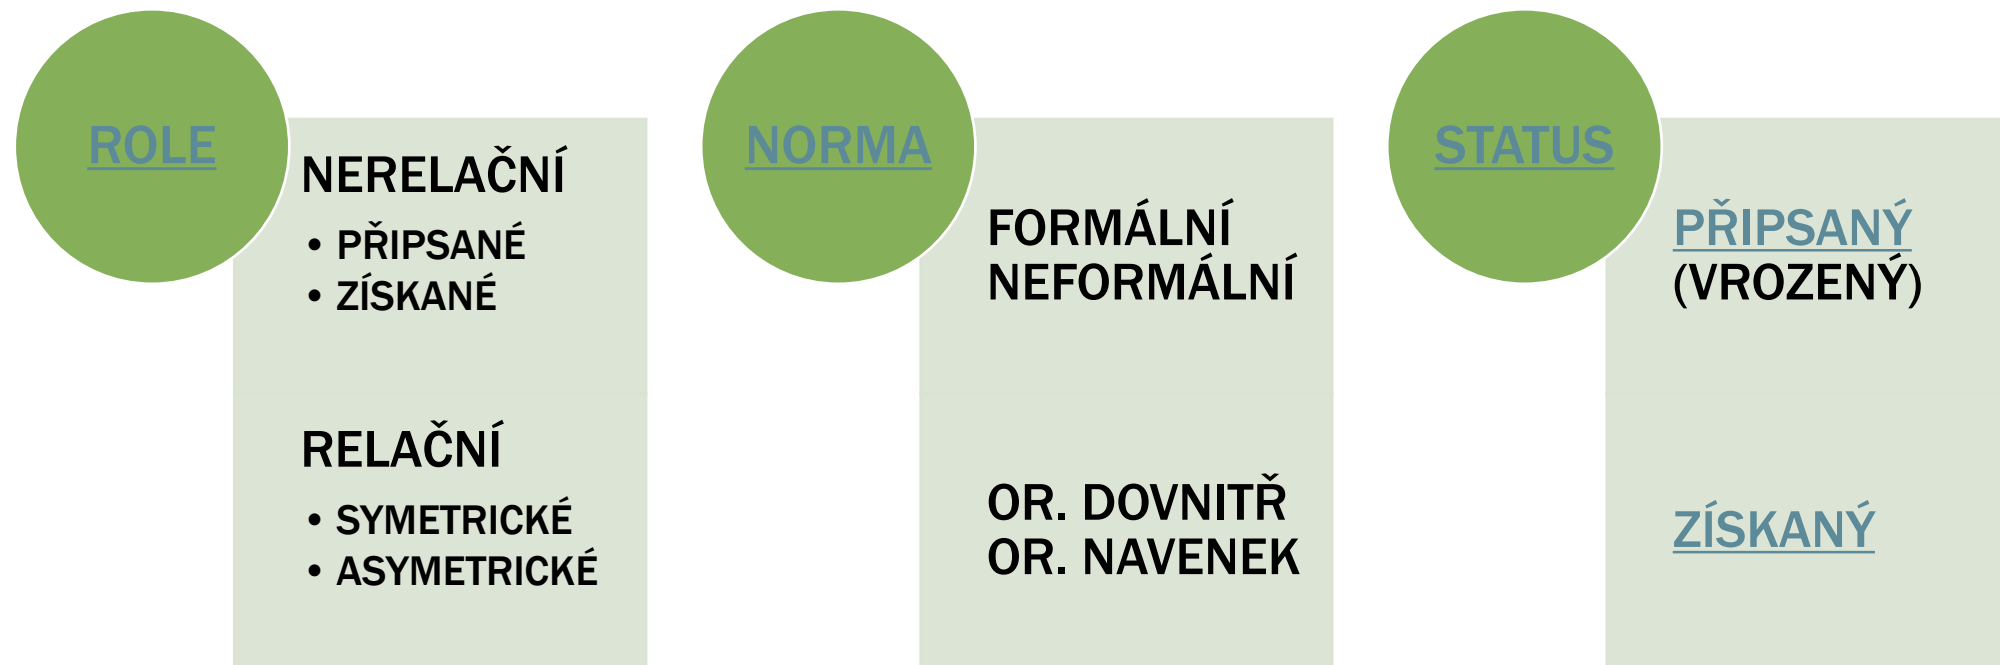 ROLE
NERELAČNÍ
• PŘIPSANÉ
• ZÍSKANÉ
RELAČNÍ
• SYMETRICKÉ
• ASYMETRICKÉ
NORMA
FORMÁLNÍ
NEFORMÁLNÍ
OR. DOVNITŘ
OR. NAVENEK
STATUS
PŘIPSANÝ
(VROZENÝ)
ZÍSKANÝ